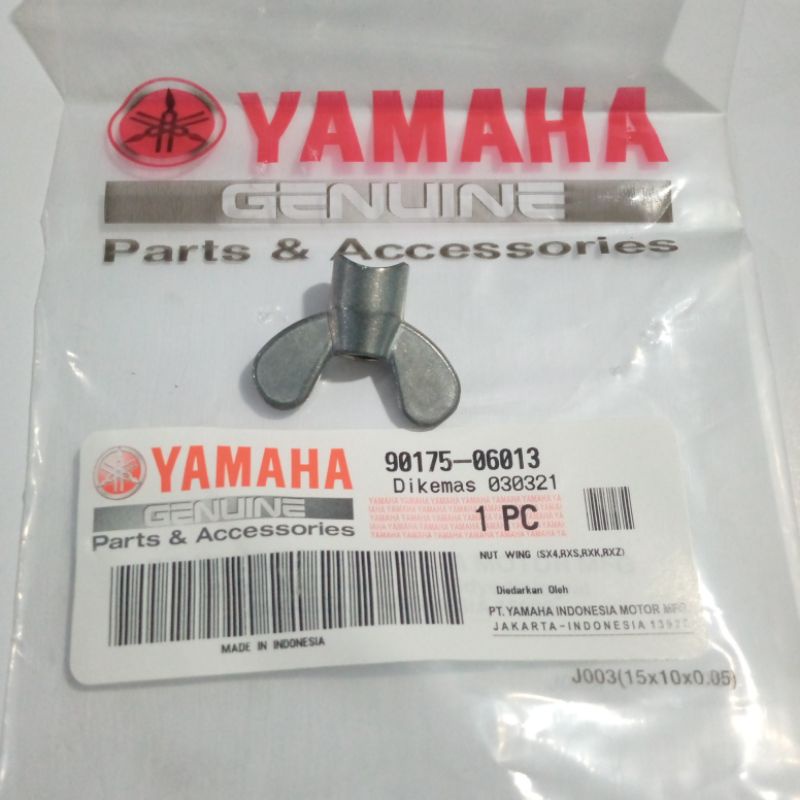 YAMAHA
GENUINE
Parts & Accessories
YAMAHA
GENUINE
Parts & Accessories
90175-06013
Dikemas 030321
1 PC
NUT WING (SX4,RXS,RXK,RXZ)
Diedarkan Oleh
PT. YAMAHA INDONESIA MOTOR
JAKARTA-INDONESIA
MADE IN INDONESIA
J003(15x10x0.05)